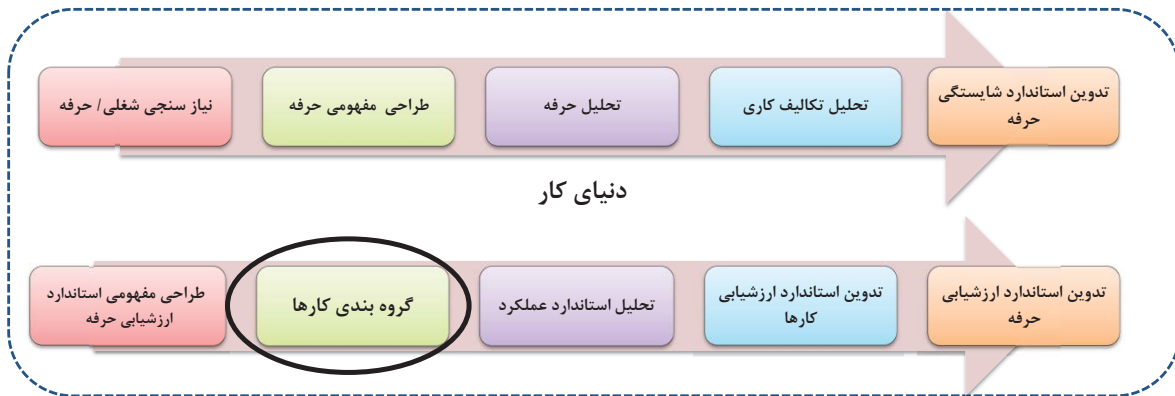 نیاز سنجی شغلی/ حرفه
طراحی مفهومی حرفه
تحلیل حرفه
تحلیل تکالیف کاری
تدوین استاندارد شایستگی
حرفه
دنیای کار
طراحی مفهومی استاندارد
ارزشیابی حرفه
گروه بندی کارها
تحلیل استاندارد عملکرد
تدوین استاندارد ارزشیابی
کارها
تدوین استاندارد ارزشیابی
حرفه